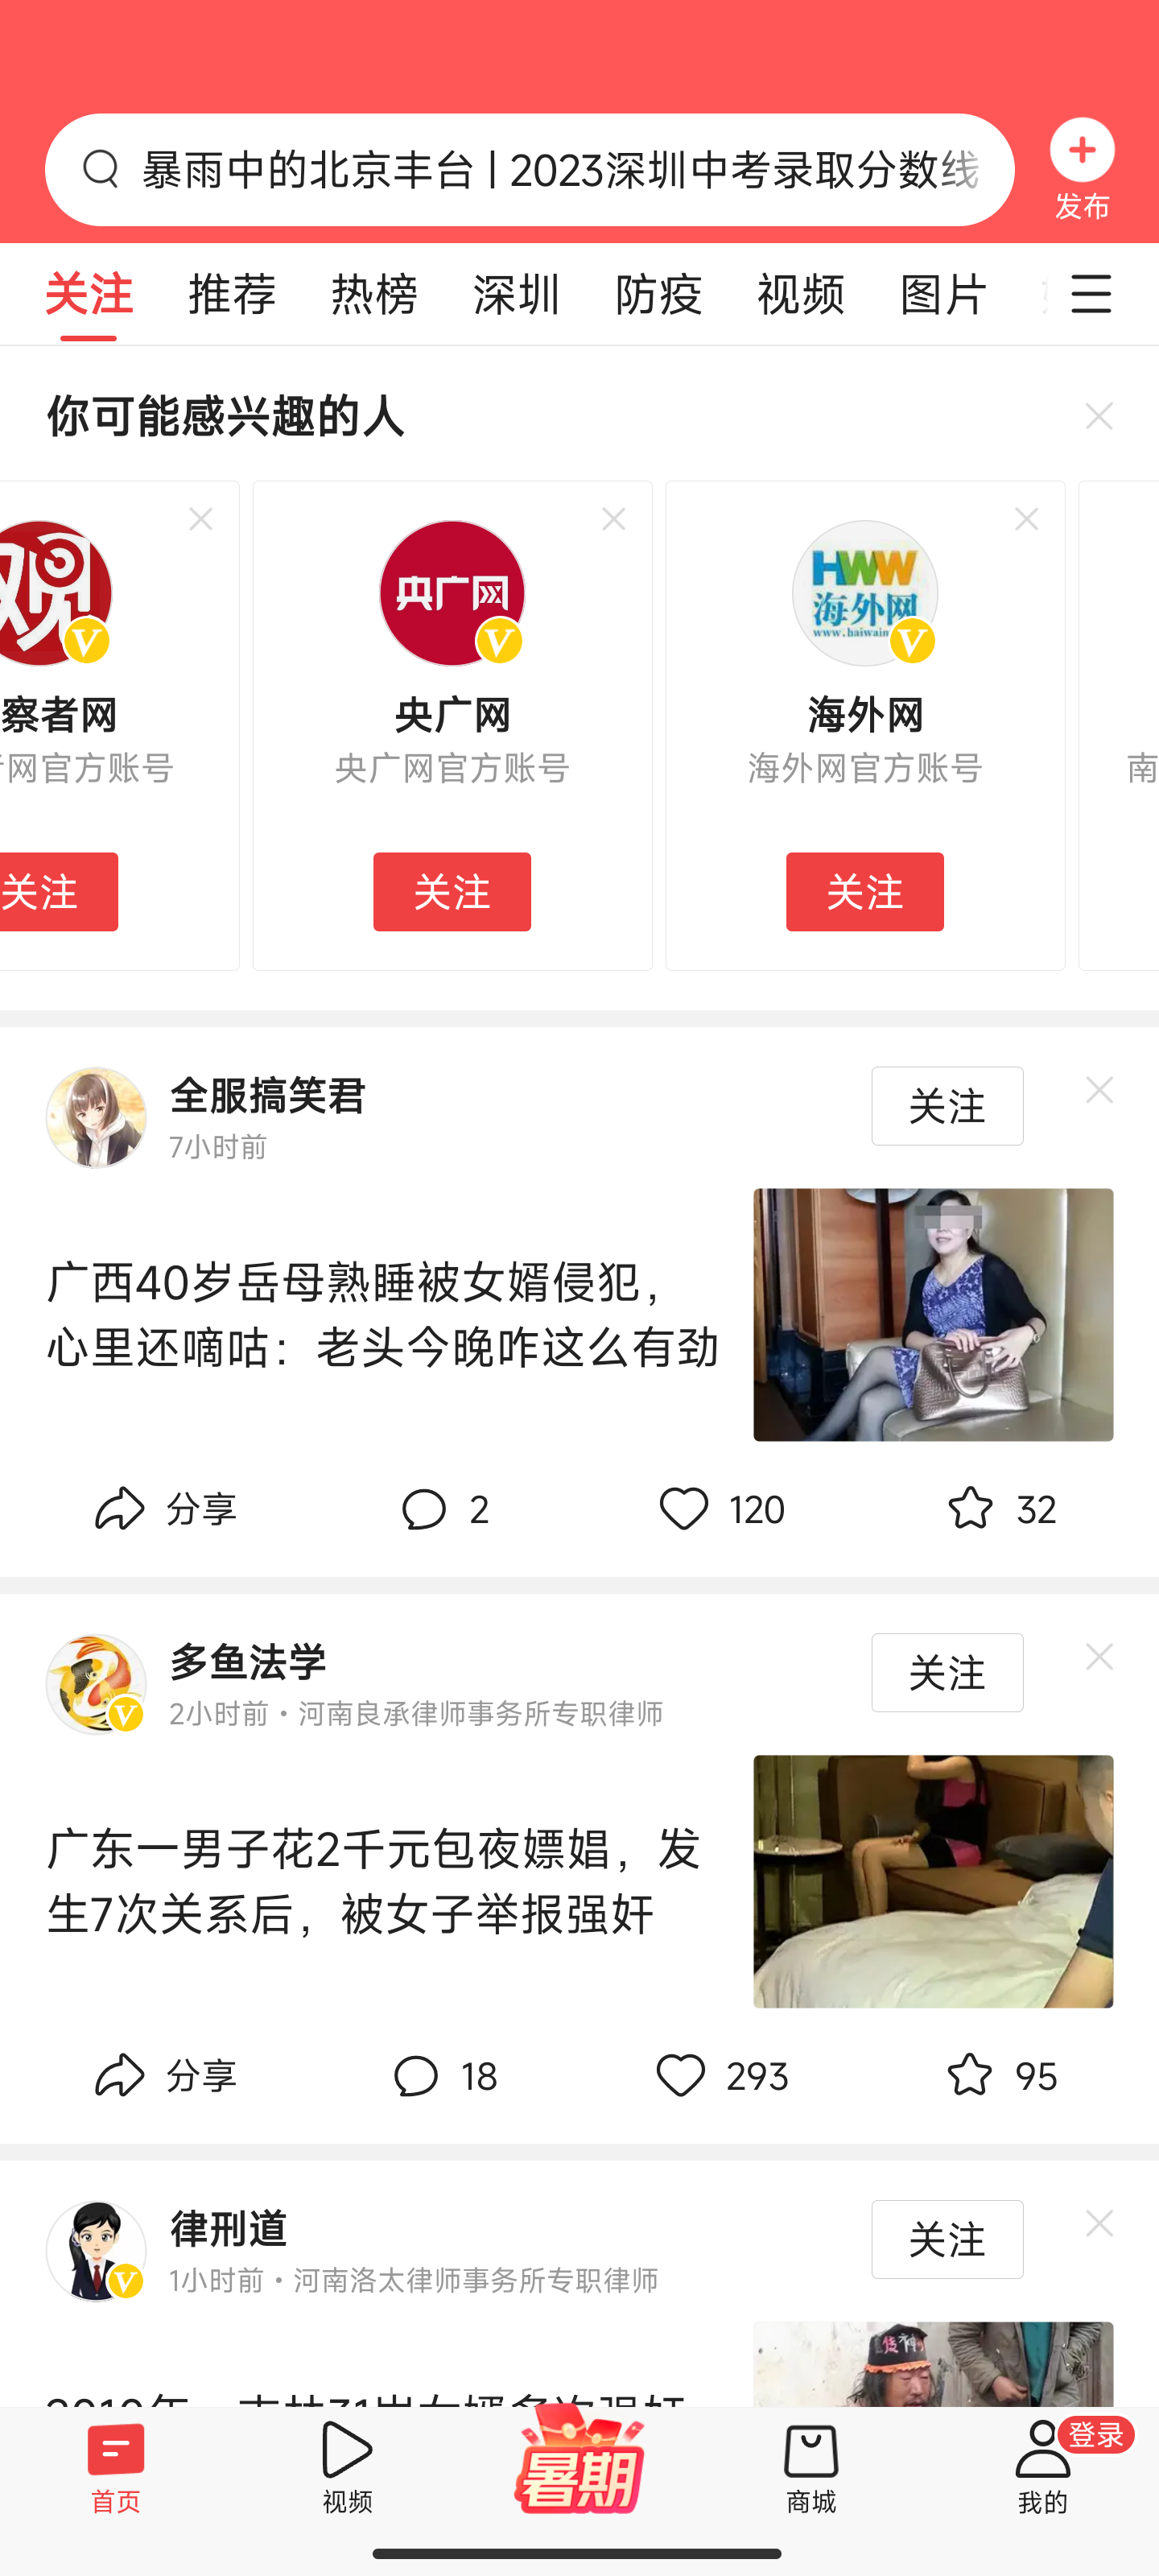 暴雨中的北京丰台 | 2023深圳中考录取分数线
发布
关注 推荐 热榜 深圳 防疫 视频 图片
你可能感兴趣的人
观
央广网
HWW
海外网
www.haiwain
察者网
央广网
海外网
网官方账号
央广网官方账号
海外网官方账号
南
关注
关注
关注
全服搞笑君
7小时前
关注
广西40岁岳母熟睡被女婿侵犯，
心里还嘀咕：老头今晚咋这么有劲
分享
2
120
32
多鱼法学
2小时前·河南良承律师事务所专职律师
关注
广东一男子花2千元包夜嫖娼，发
生7次关系后，被女子举报强奸
分享
18
293
95
律刑道
1小时前·河南洛太律师事务所专职律师
关注
暑期
登录
首页
视频
商城
我的